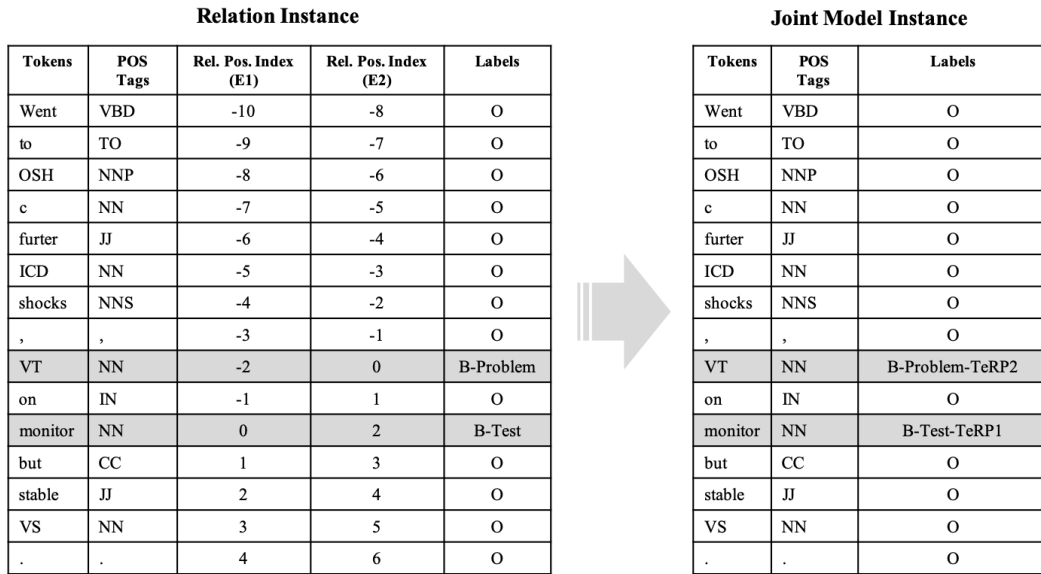 Relation Instance
Tokens POS Tags Rel. Pos. Index (E1) Rel. Pos. Index (E2) Labels
Went VBD -10 -8 O
to TO -9 -7 O
OSH NNP -8 -6 O
c NN -7 -5 O
furter JJ -6 -4 O
ICD NN -5 -3 O
shocks NNS -4 -2 O
, , -3 -1 O
VT NN -2 0 B-Problem
on IN -1 1 O
monitor NN 0 2 B-Test
but CC 1 3 O
stable JJ 2 4 O
VS NN 3 5 O
. . 4 6 O
Joint Model Instance
Tokens POS Tags Labels
Went VBD O
to TO O
OSH NNP O
c NN O
furter JJ O
ICD NN O
shocks NNS O
, , O
VT NN B-Problem-TeRP2
on IN O
monitor NN B-Test-TeRP1
but CC O
stable JJ O
VS NN O
. . O